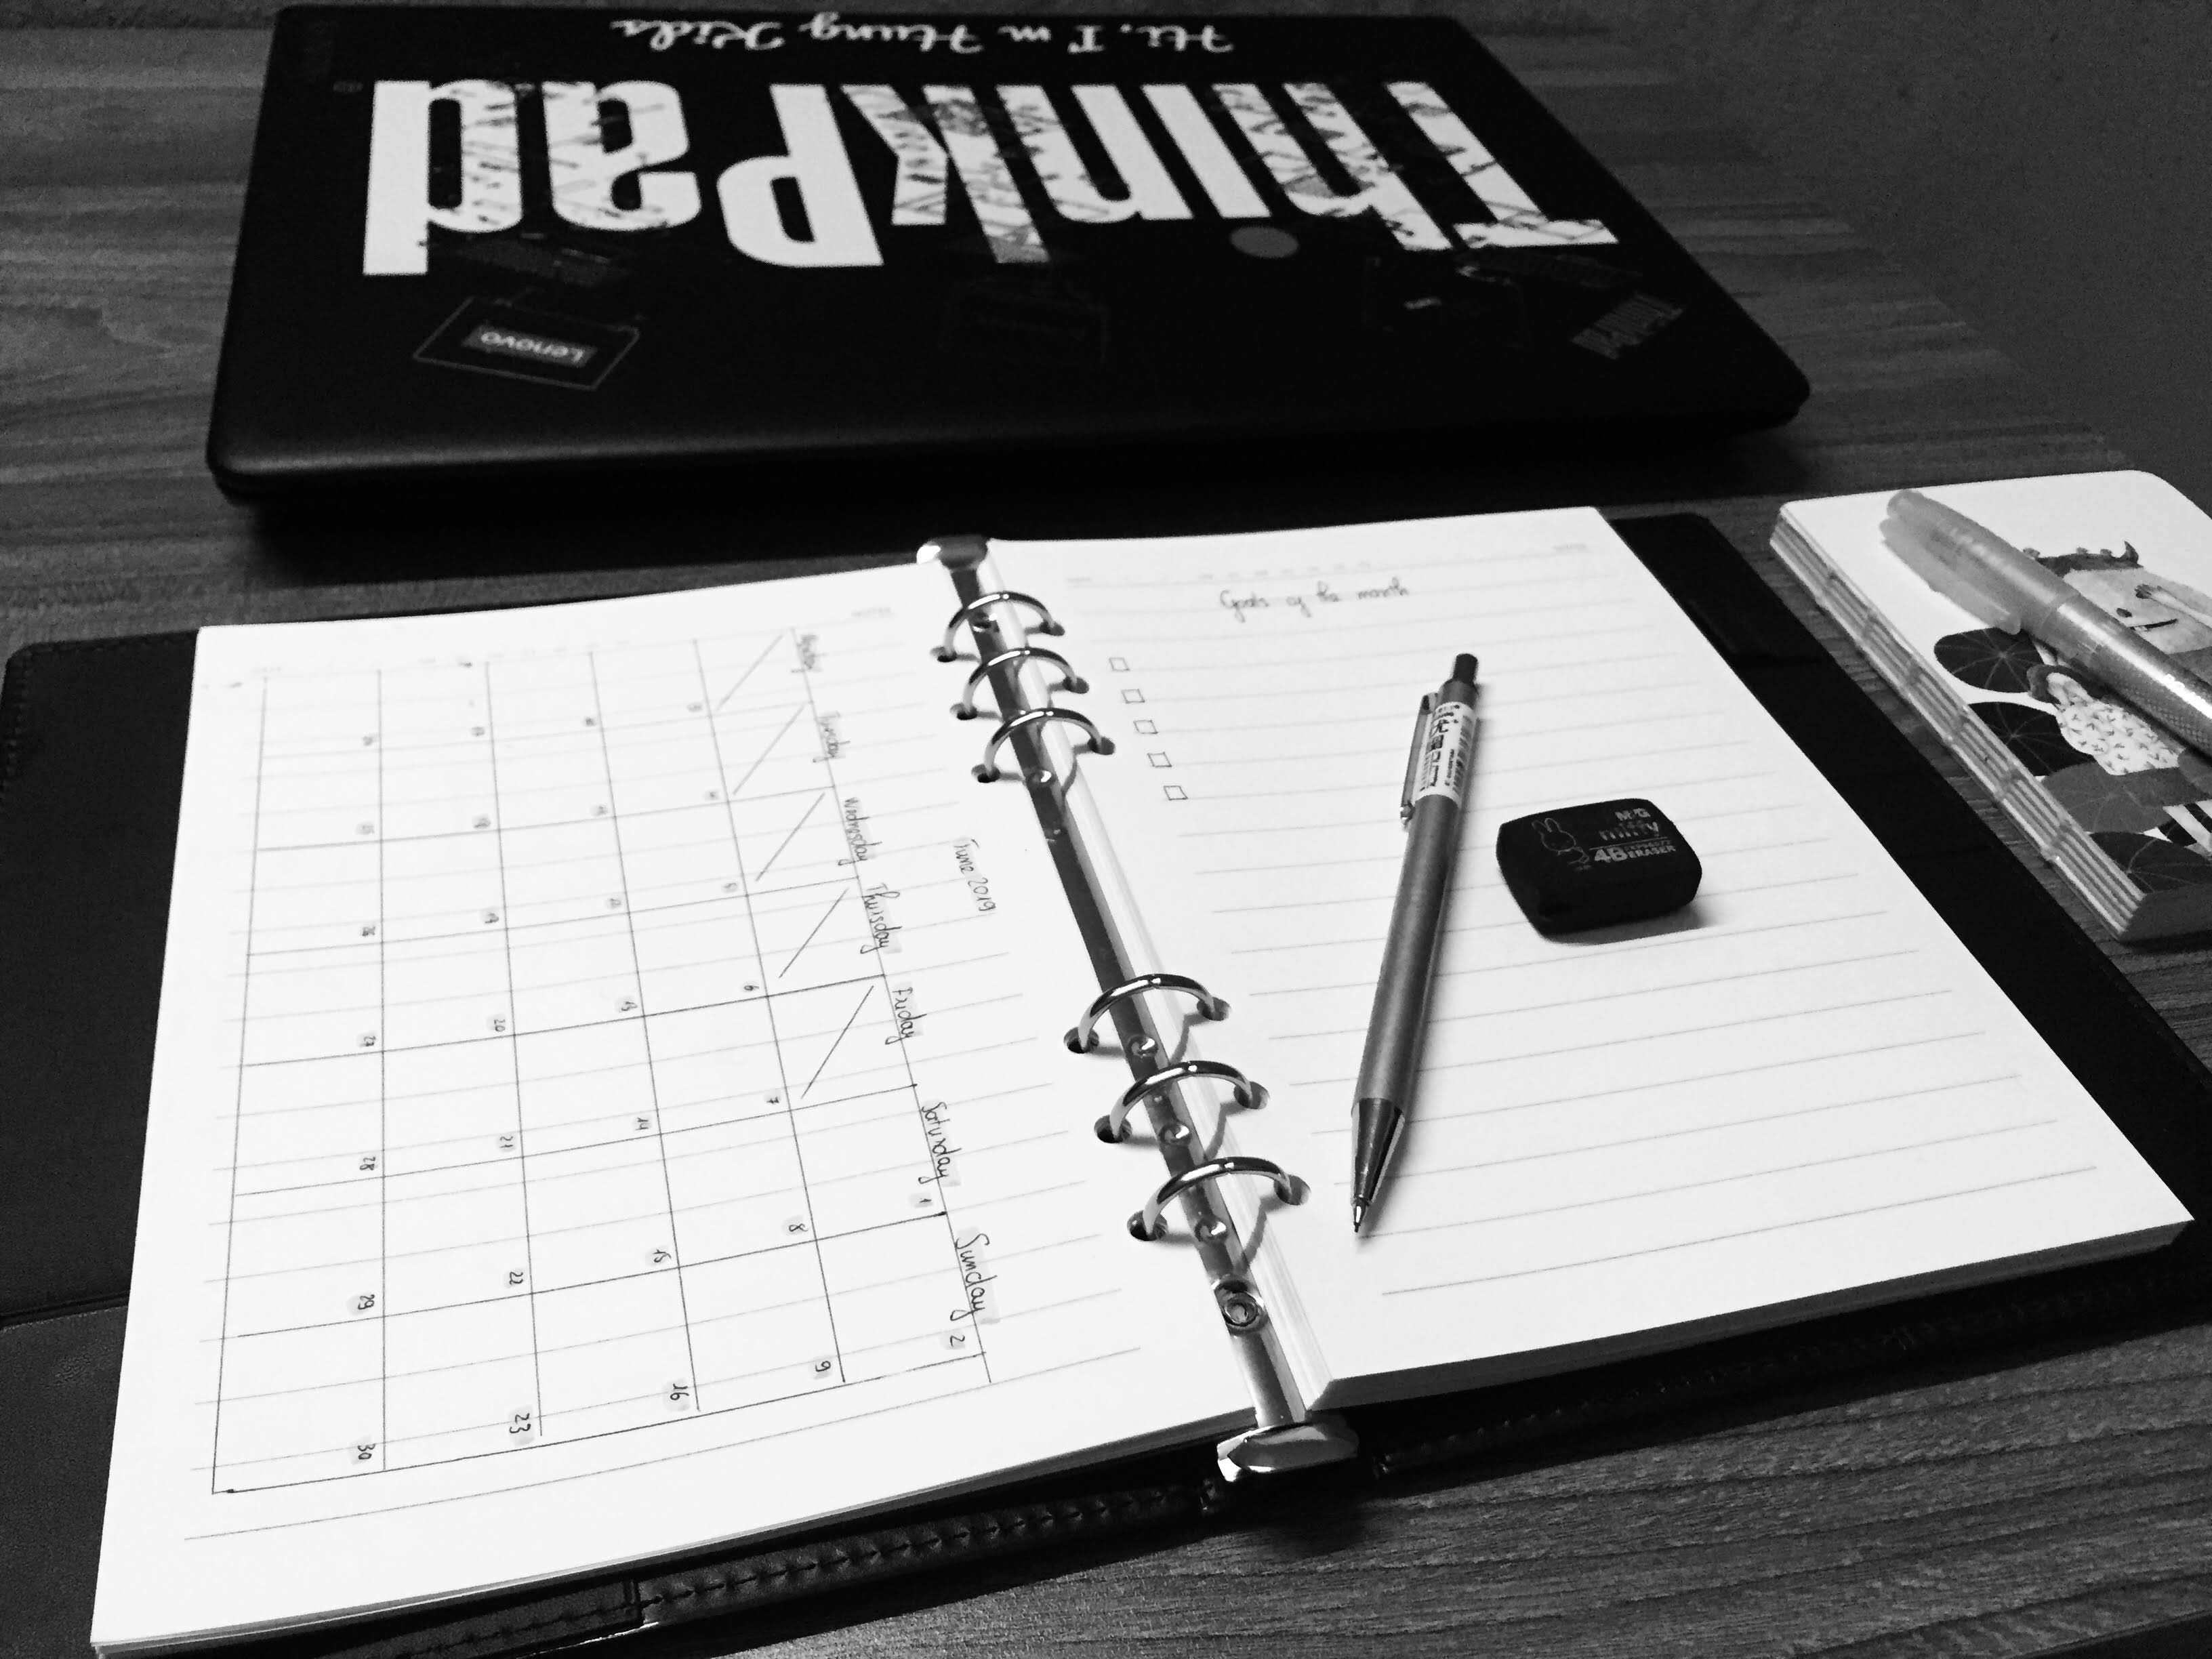 Hi, I'm Hung Kids
ThinkPad
Lenovo
June 2019
Monday Tuesday Wednesday Thursday Friday Saturday Sunday
1 2
3 4 5 6 7 8 9
10 11 12 13 14 15 16
17 18 19 20 21 22 23
24 25 26 27 28 29 30
Goals of the month
M&G
4B
ERASER